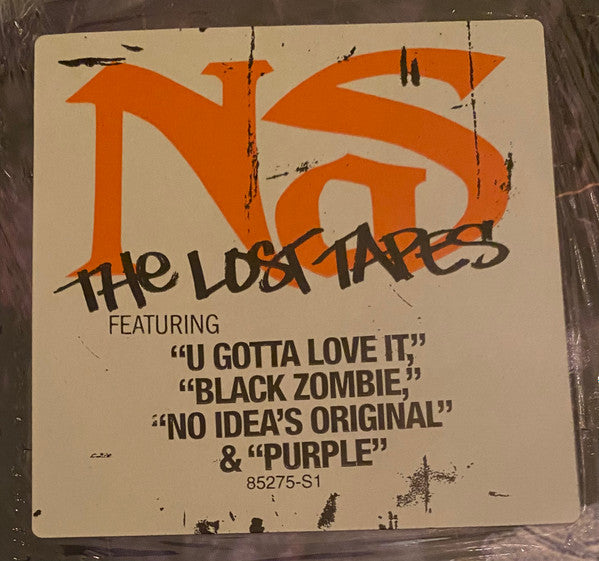 NaS
THE LOST TAPES
FEATURING
“U GOTTA LOVE IT,”
“BLACK ZOMBIE,”
“NO IDEA’S ORIGINAL”
& “PURPLE”
85275-S1